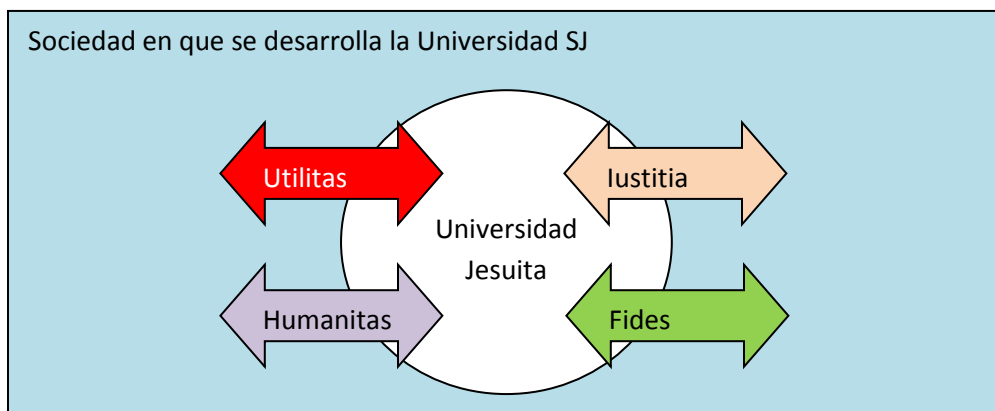 Sociedad en que se desarrolla la Universidad SJ
Utilitas
Iustitia
Universidad
Jesuita
Humanitas
Fides